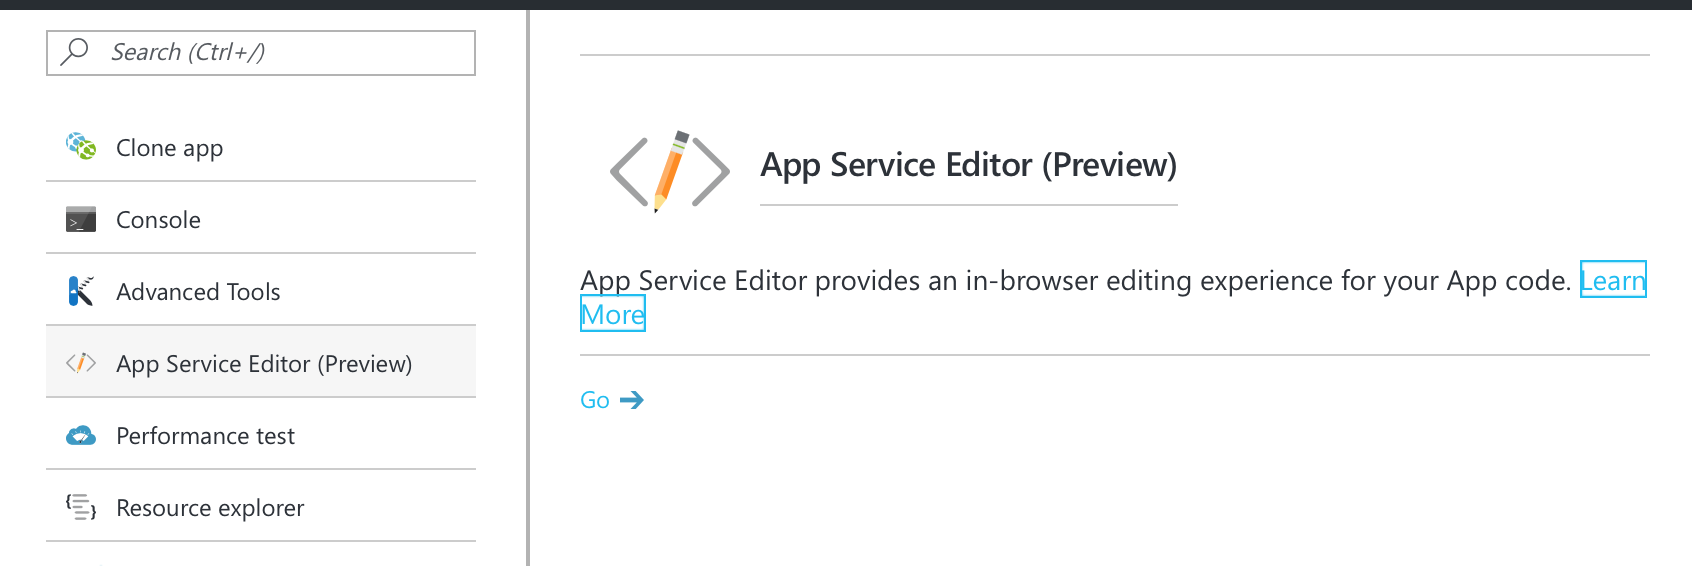 Search (Ctrl+/)
Clone app
Console
Advanced Tools
App Service Editor (Preview)
Performance test
Resource explorer
App Service Editor (Preview)
App Service Editor provides an in-browser editing experience for your App code. Learn
More
Go